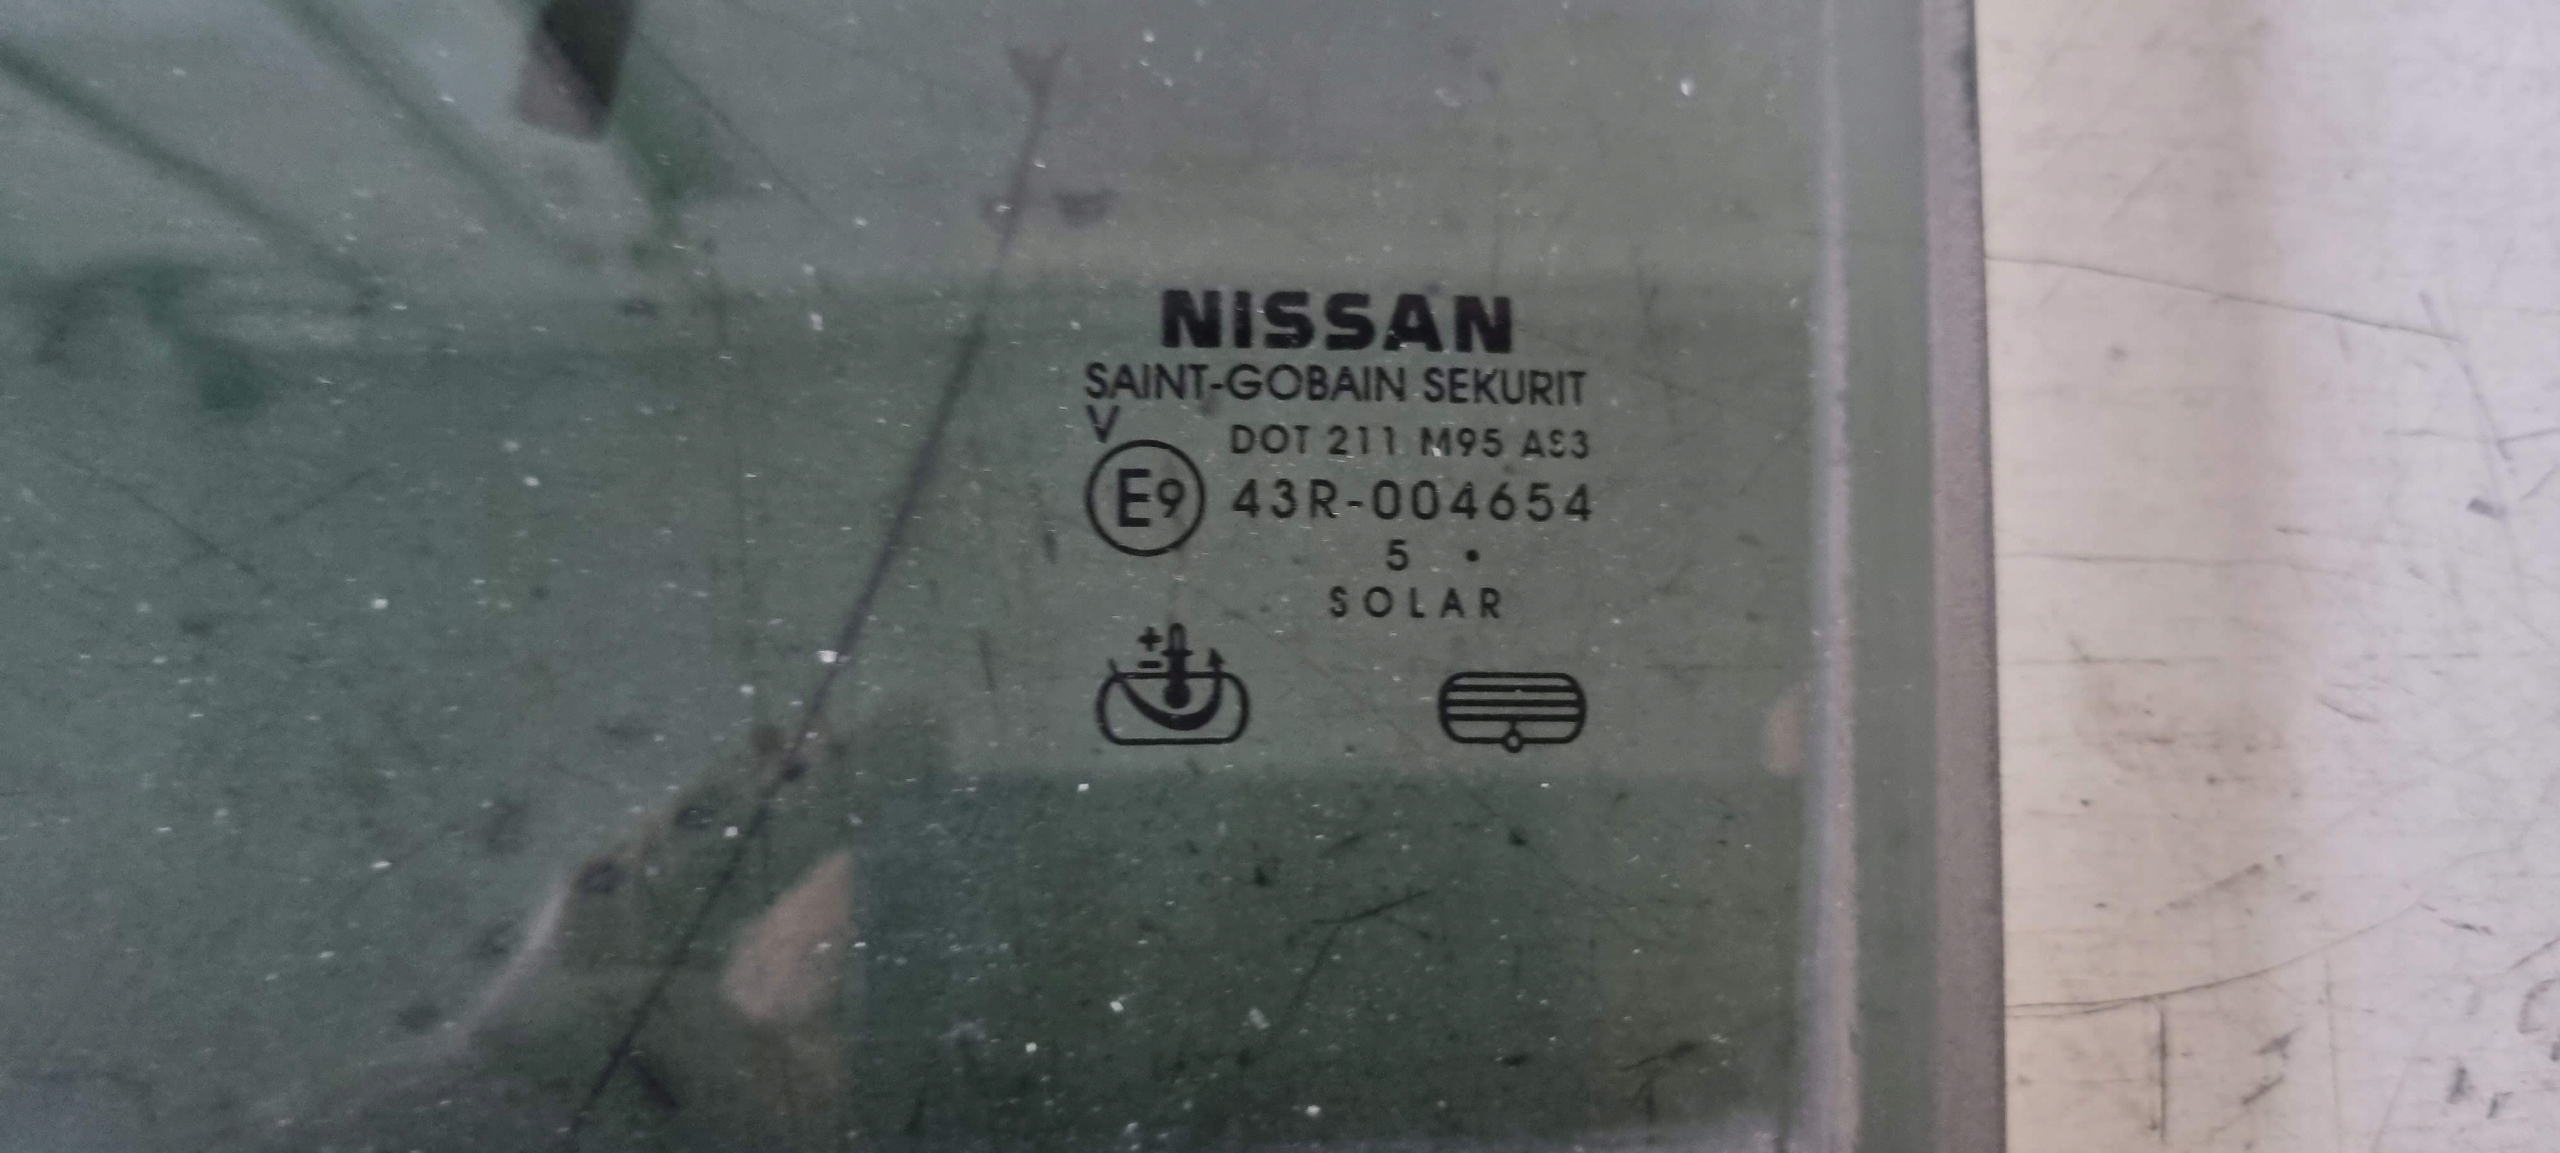 NISSAN
SAINT-GOBAIN SEKURIT
V
DOT 211 M95 AS3
E9 43R-004654
5 •
SOLAR
+
-